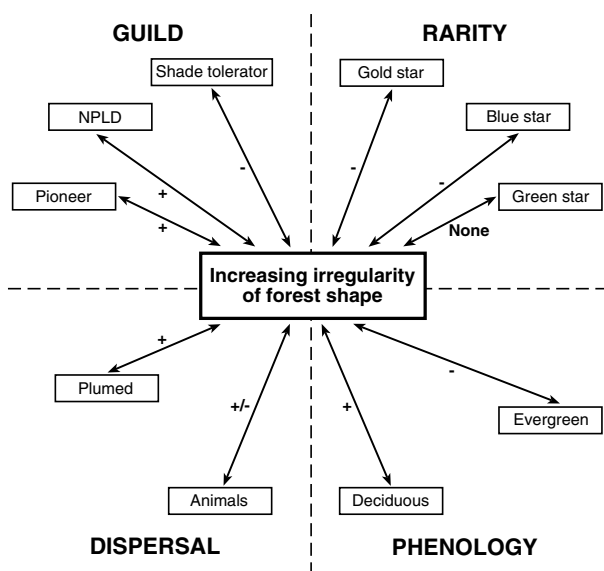 GUILD
RARITY
Shade tolerator
Gold star
NPLD
Blue star
Pioneer
Green star
-
-
-
+
+
None
Increasing irregularity
of forest shape
+
-
Plumed
+/-
+
Evergreen
Animals
Deciduous
DISPERSAL
PHENOLOGY